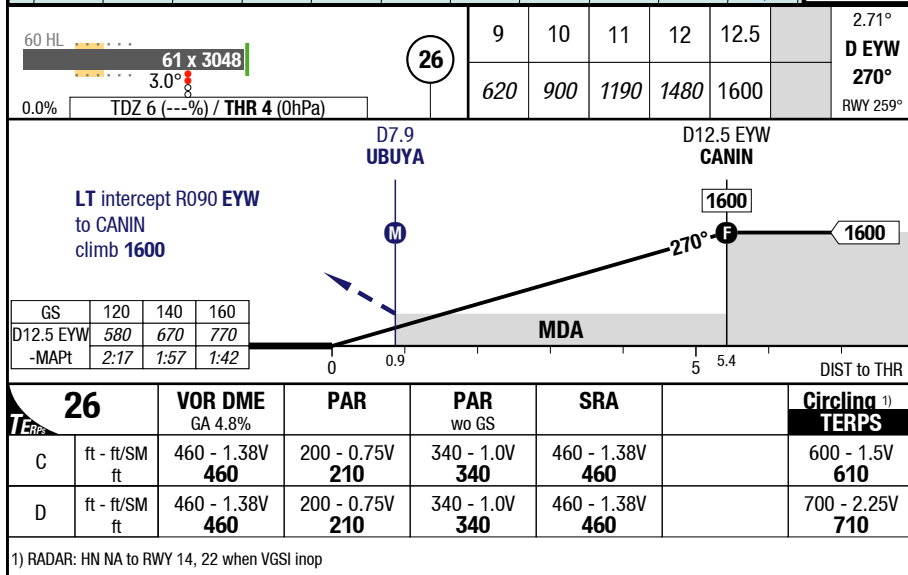 60 HL
61 x 3048
3.0°
0.0%
TDZ 6 (---%) / THR 4 (0hPa)
26
9 10 11 12 12.5
620 900 1190 1480 1600
2.71°
D EYW
270°
RWY 259°
D7.9
UBUYA
D12.5 EYW
CANIN
LT intercept R090 EYW
to CANIN
climb 1600
M
1600
F
270°
1600
MDA
GS 120 140 160
D12.5 EYW 580 670 770
-MAPt 2:17 1:57 1:42
0 0.9 5 5.4 DIST to THR
TERPS 26 VOR DME PAR PAR SRA Circling 1)
GA 4.8% wo GS TERPS
C ft - ft/SM 460 - 1.38V 200 - 0.75V 340 - 1.0V 460 - 1.38V 600 - 1.5V
ft 460 210 340 460 610
D ft - ft/SM 460 - 1.38V 200 - 0.75V 340 - 1.0V 460 - 1.38V 700 - 2.25V
ft 460 210 340 460 710
1) RADAR: HN NA to RWY 14, 22 when VGSI inop